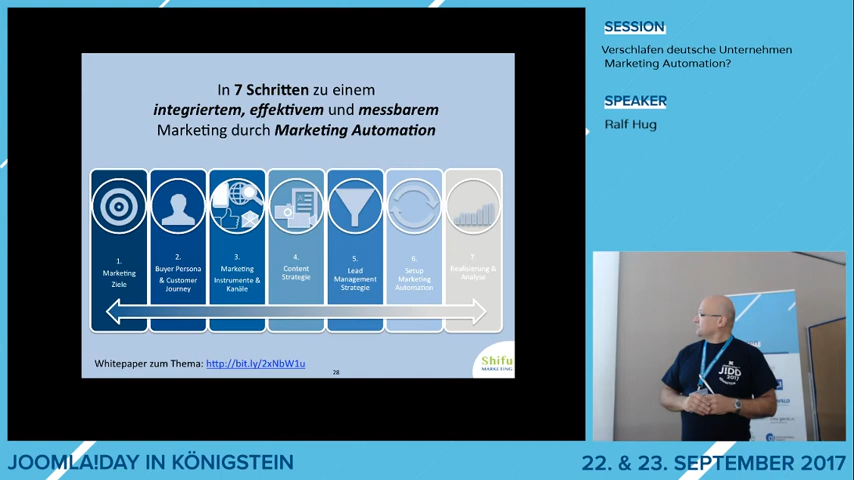 SESSION
Verschlafen deutsche Unternehmen
Marketing Automation?
SPEAKER
Ralf Hug
In 7 Schritten zu einem
integriertem, effektivem und messbarem
Marketing durch Marketing Automation
1.
Marketing
Ziele
2.
Buyer Persona
& Customer
Journey
3.
Marketing
Instrumente &
Kanäle
4.
Content
Strategie
5.
Lead
Management
Strategie
6.
Setup
Marketing
Automation
7
Realisierung &
Analyse
Whitepaper zum Thema: http://bit.ly/2xNbW1u
28
Shifu
MARKETING
JDD
2017
JOOMLA!DAY IN KÖNIGSTEIN
22. & 23. SEPTEMBER 2017